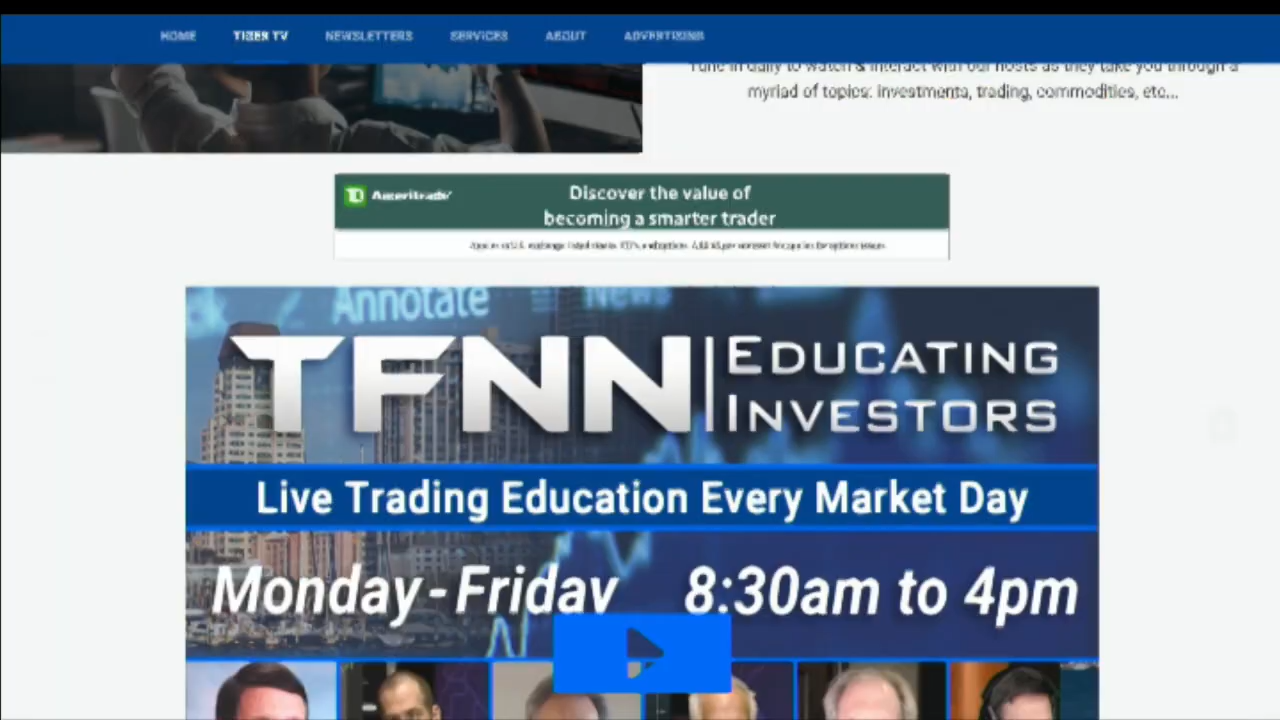 HOME TIGER TV NEWSLETTERS SERVICES ABOUT ADVERTISING
Tune in daily to watch & interact with our hosts as they take you through a
myriad of topics: investments, trading, commodities, etc...
TD Ameritrade
Discover the value of
becoming a smarter trader
Annotate News
TFNN
EDUCATING
INVESTORS
Live Trading Education Every Market Day
Monday-Friday 8:30am to 4pm